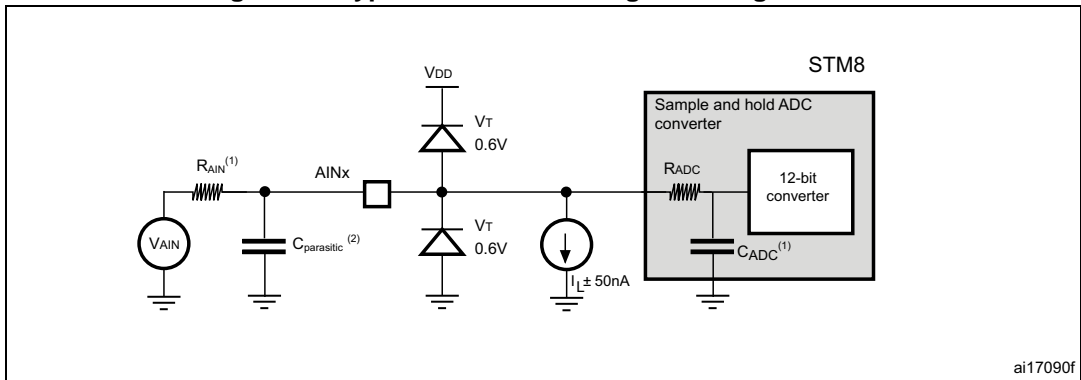 STM8
VDD
Sample and hold ADC
converter
VT
0.6V
RAIN(1)
AINx
RADC
12-bit
converter
VAIN
Cparasitic (2)
VT
0.6V
CADC(1)
IL± 50nA
ai17090f